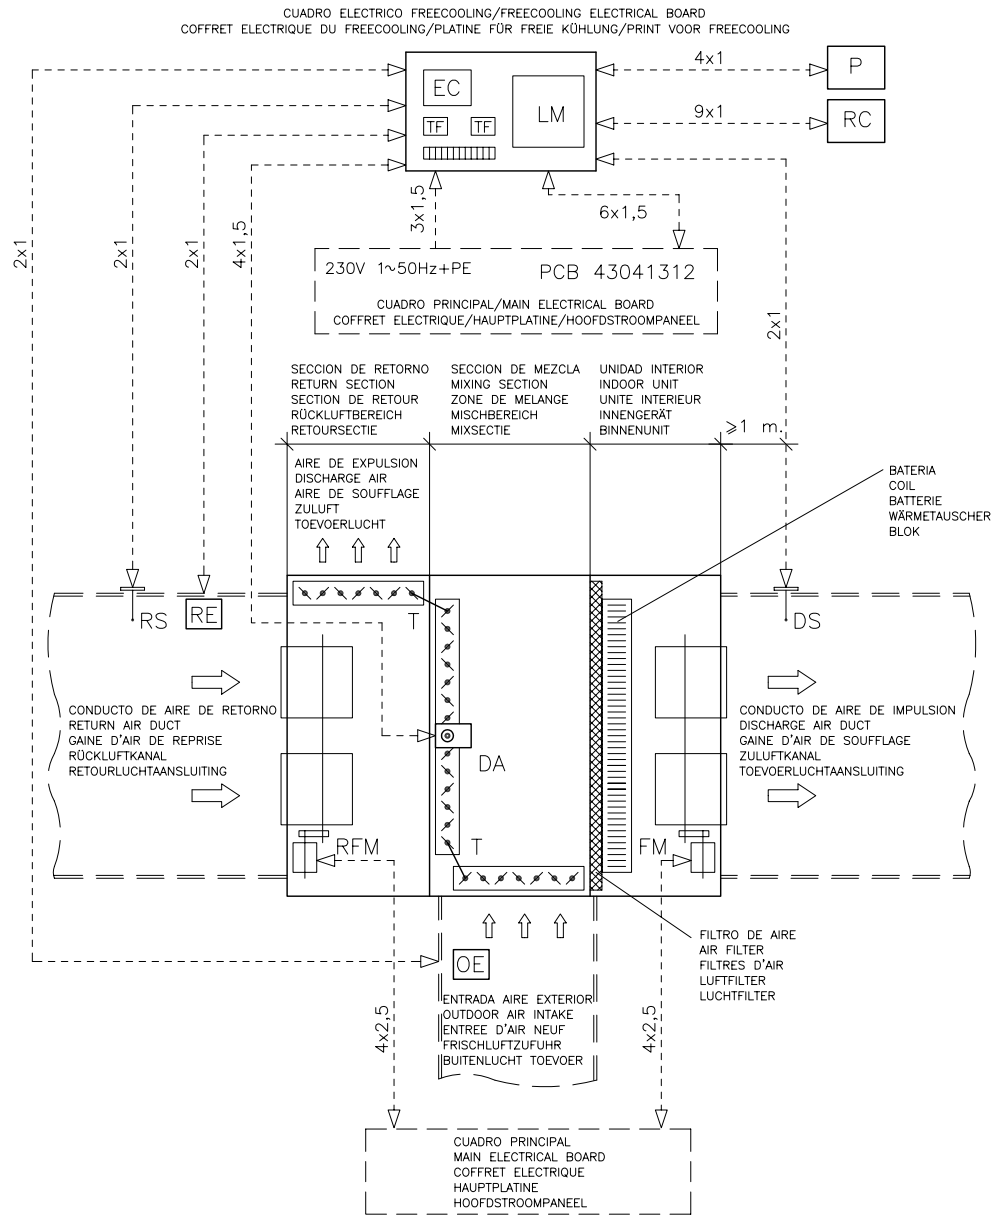 CUADRO ELECTRICO FREECOOLING/FREECOOLING ELECTRICAL BOARD
COFFRET ELECTRIQUE DU FREECOOLING/PLATINE FÜR FREIE KÜHLUNG/PRINT VOOR FREECOOLING
EC
LM
TF
TF
4x1
P
9x1
RC
2x1
2x1
2x1
4x1,5
3x1,5
6x1,5
2x1
230V 1~50Hz+PE
PCB 43041312
CUADRO PRINCIPAL/MAIN ELECTRICAL BOARD
COFFRET ELECTRIQUE/HAUPTPLATINE/HOOFDSTROOMPANEEL
SECCION DE RETORNO
RETURN SECTION
SECTION DE RETOUR
RÜCKLUFTBEREICH
RETOURSECTIE
SECCION DE MEZCLA
MIXING SECTION
ZONE DE MELANGE
MISCHBEREICH
MIXSECTIE
UNIDAD INTERIOR
INDOOR UNIT
UNITE INTERIEUR
INNENGERÄT
BINNENUNIT
⩾1 m.
AIRE DE EXPULSION
DISCHARGE AIR
AIRE DE SOUFFLAGE
ZULUFT
TOEVOERLUCHT
BATERIA
COIL
BATTERIE
WÄRMETAUSCHER
BLOK
RS
RE
T
DS
CONDUCTO DE AIRE DE RETORNO
RETURN AIR DUCT
GAINE D'AIR DE REPRISE
RÜCKLUFTKANAL
RETOURLUCHTAANSLUITING
DA
CONDUCTO DE AIRE DE IMPULSION
DISCHARGE AIR DUCT
GAINE D'AIR DE SOUFFLAGE
ZULUFTKANAL
TOEVOERLUCHTAANSLUITING
RFM
T
FM
FILTRO DE AIRE
AIR FILTER
FILTRES D'AIR
LUFTFILTER
LUCHTFILTER
OE
ENTRADA AIRE EXTERIOR
OUTDOOR AIR INTAKE
ENTREE D'AIR NEUF
FRISCHLUFTZUFUHR
BUITENLUCHT TOEVOER
4x2,5
4x2,5
CUADRO PRINCIPAL
MAIN ELECTRICAL BOARD
COFFRET ELECTRIQUE
HAUPTPLATINE
HOOFDSTROOMPANEEL